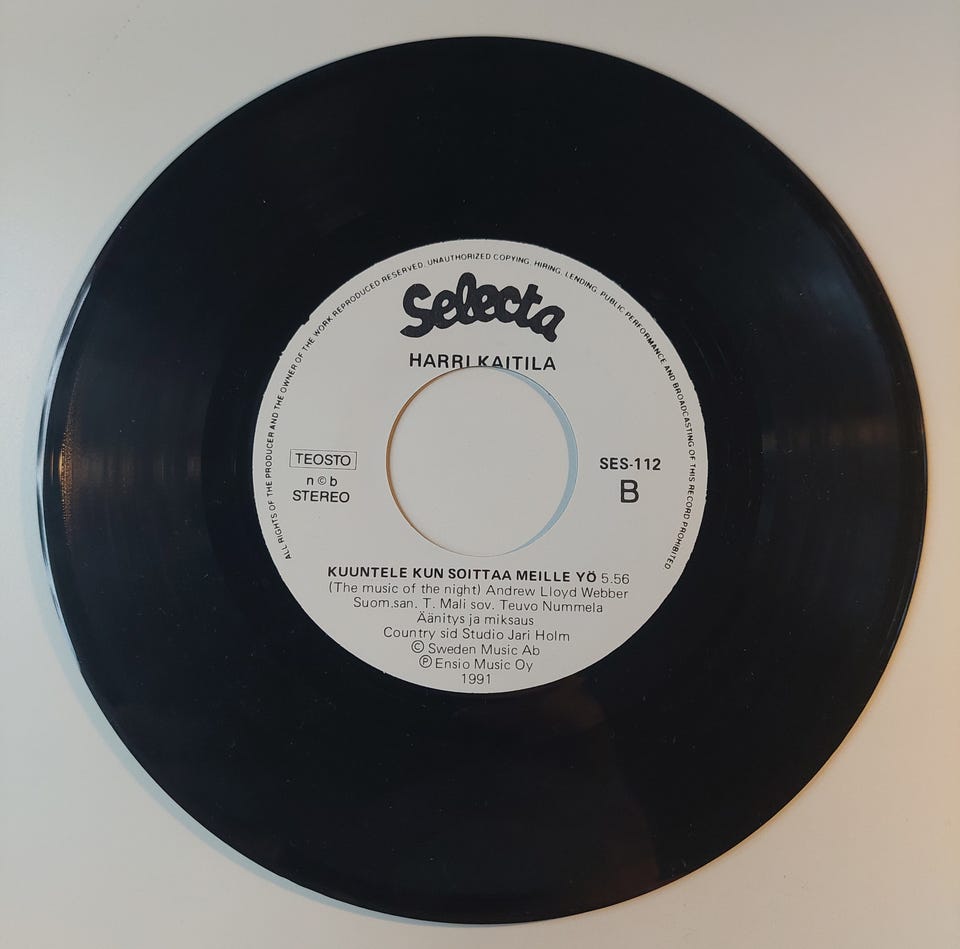 ALL RIGHTS OF THE PRODUCER AND THE OWNER OF THE WORK REPRODUCED RESERVED. UNAUTHORIZED COPYING, HIRING, LENDING, PUBLIC PERFORMANCE AND BROADCASTING OF THIS RECORD PROHIBITED
Selecta
HARRI KAITILA
TEOSTO
n © b
STEREO
SES-112
B
KUUNTELE KUN SOITTAA MEILLE YÖ 5.56
(The music of the night) Andrew Lloyd Webber
Suom.san. T. Mali sov. Teuvo Nummela
Äänitys ja miksaus
Country sid Studio Jari Holm
© Sweden Music Ab
℗ Ensio Music Oy
1991